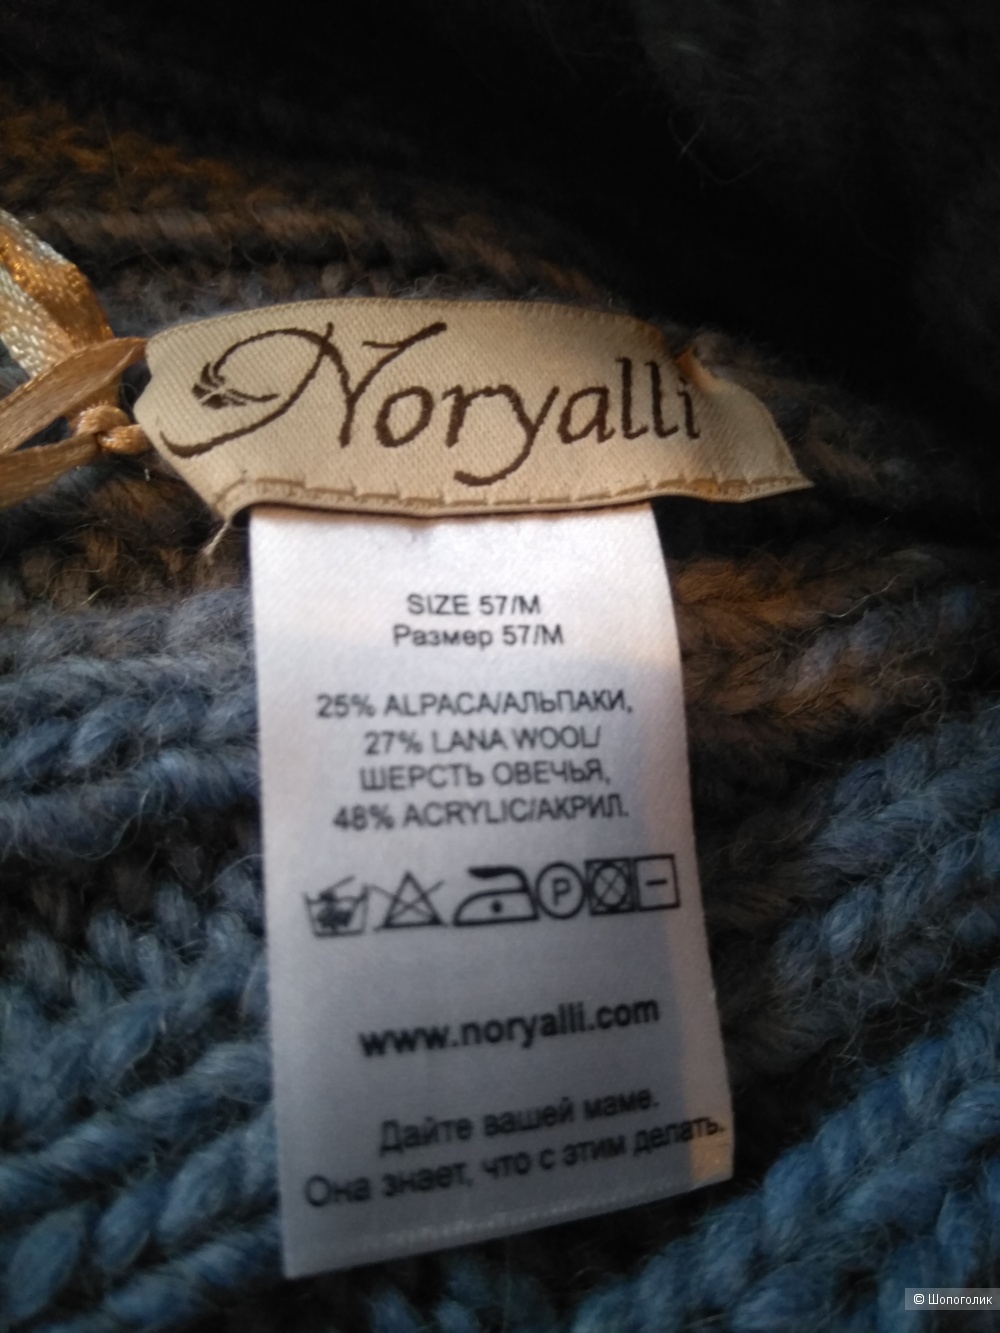 Noryalli
SIZE 57/M
Размер 57/М
25% ALPACA/АЛЬПАКИ,
27% LANA WOOL/
ШЕРСТЬ ОВЕЧЬЯ,
48% ACRYLIC/АКРИЛ.
P
www.noryalli.com
Дайте вашей маме.
Она знает, что с этим делать.
© Шопоголик